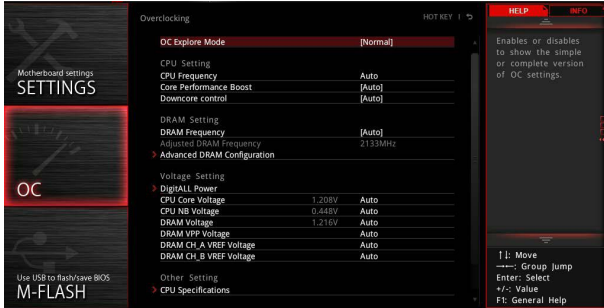 Overclocking
HOT KEY |
HELP
INFO
OC Explore Mode [Normal]
CPU Setting
CPU Frequency Auto
Core Performance Boost [Auto]
Downcore control [Auto]
DRAM Setting
DRAM Frequency [Auto]
Adjusted DRAM Frequency 2133MHz
> Advanced DRAM Configuration
Voltage Setting
> DigitALL Power
CPU Core Voltage 1.208V Auto
CPU NB Voltage 0.448V Auto
DRAM Voltage 1.216V Auto
DRAM VPP Voltage Auto
DRAM CH_A VREF Voltage Auto
DRAM CH_B VREF Voltage Auto
Other Setting
> CPU Specifications
Motherboard settings
SETTINGS
OC
Use USB to flash/save BIOS
M-FLASH
Enables or disables
to show the simple
or complete version
of OC settings.
↑↓: Move
→←: Group Jump
Enter: Select
+/-: Value
F1: General Help